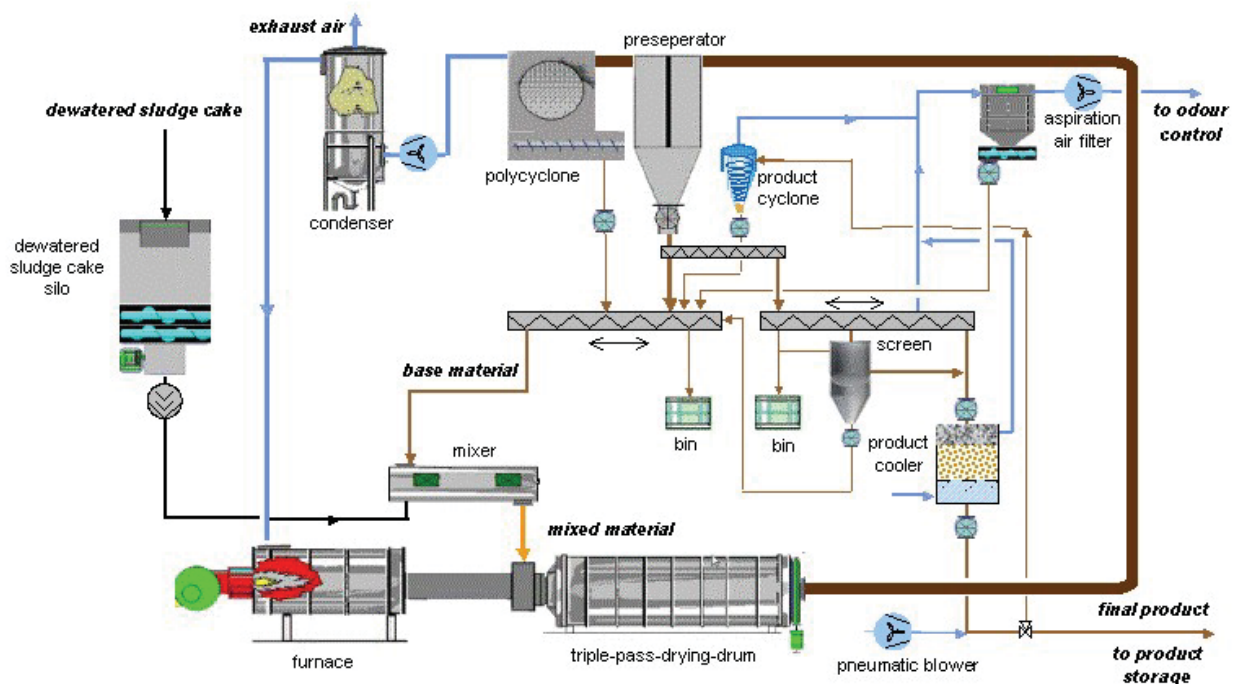 exhaust air
preseperator
dewatered sludge cake
to odour
control
aspiration
air filter
polycyclone
product
cyclone
condenser
dewatered
sludge cake
silo
screen
base material
bin
bin
product
cooler
mixer
mixed material
final product
furnace
triple-pass-drying-drum
pneumatic blower
to product
storage